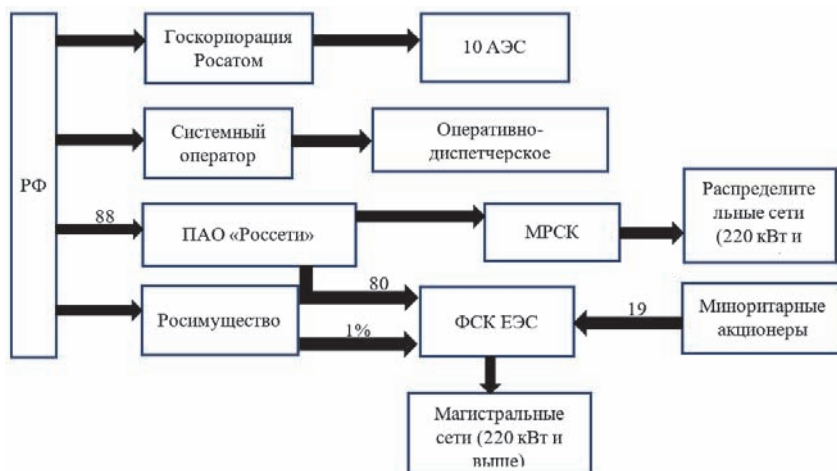 Госкорпорация
Росатом
10 АЭС
Системный
оператор
Оперативно-
диспетчерское
РФ
88
ПАО «Россети»
МРСК
Распределите
льные сети
(220 кВт и
80
Росимущество
1%
ФСК ЕЭС
19
Миноритарные
акционеры
Магистральные
сети (220 кВт и
выше)